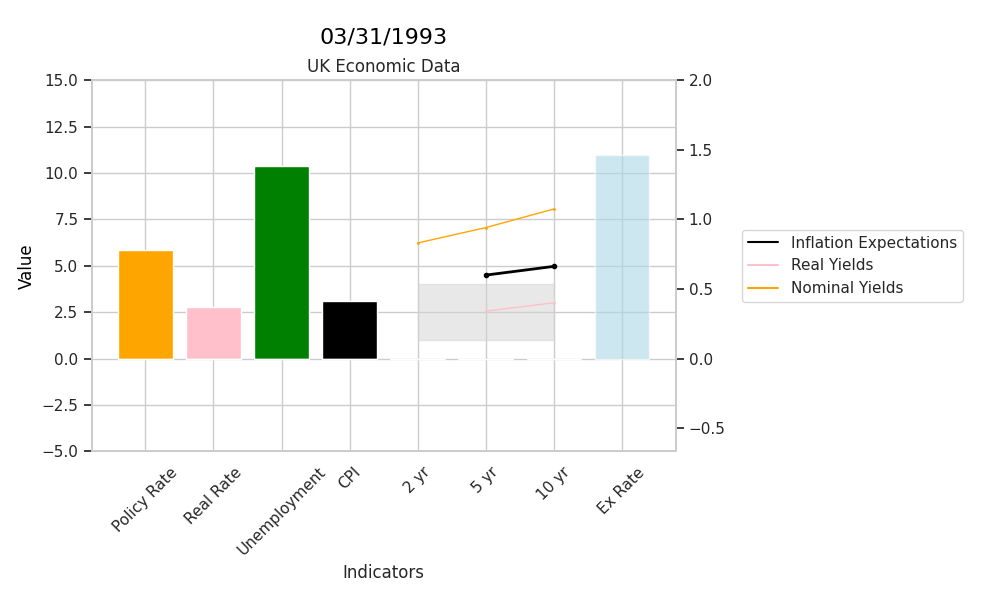 03/31/1993
UK Economic Data
15.0
12.5
10.0
7.5
5.0
2.5
0.0
−2.5
−5.0
Value
2.0
1.5
1.0
0.5
0.0
−0.5
Inflation Expectations
Real Yields
Nominal Yields
Policy Rate
Real Rate
Unemployment
CPI
2 yr
5 yr
10 yr
Ex Rate
Indicators